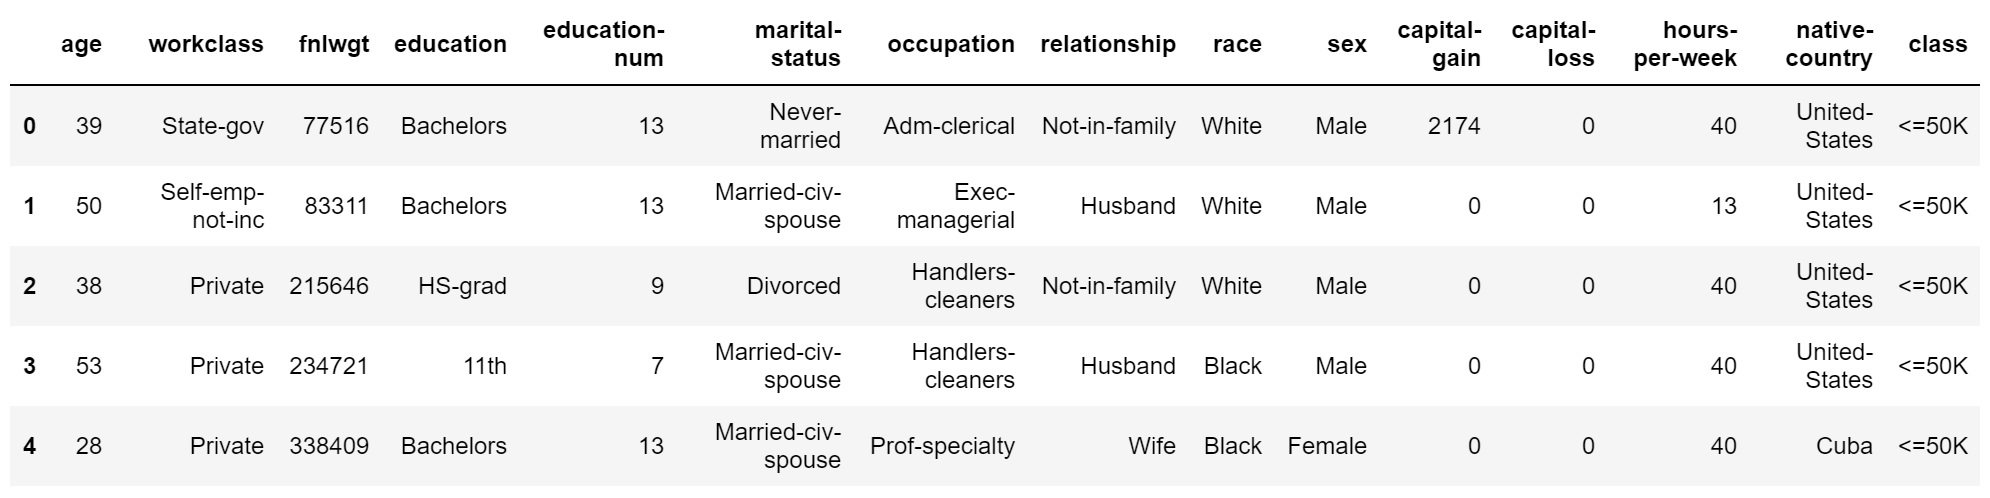 age workclass fnlwgt education education-num marital-status occupation relationship race sex capital-gain capital-loss hours-per-week native-country class
0 39 State-gov 77516 Bachelors 13 Never-married Adm-clerical Not-in-family White Male 2174 0 40 United-States <=50K
1 50 Self-emp-not-inc 83311 Bachelors 13 Married-civ-spouse Exec-managerial Husband White Male 0 0 13 United-States <=50K
2 38 Private 215646 HS-grad 9 Divorced Handlers-cleaners Not-in-family White Male 0 0 40 United-States <=50K
3 53 Private 234721 11th 7 Married-civ-spouse Handlers-cleaners Husband Black Male 0 0 40 United-States <=50K
4 28 Private 338409 Bachelors 13 Married-civ-spouse Prof-specialty Wife Black Female 0 0 40 Cuba <=50K